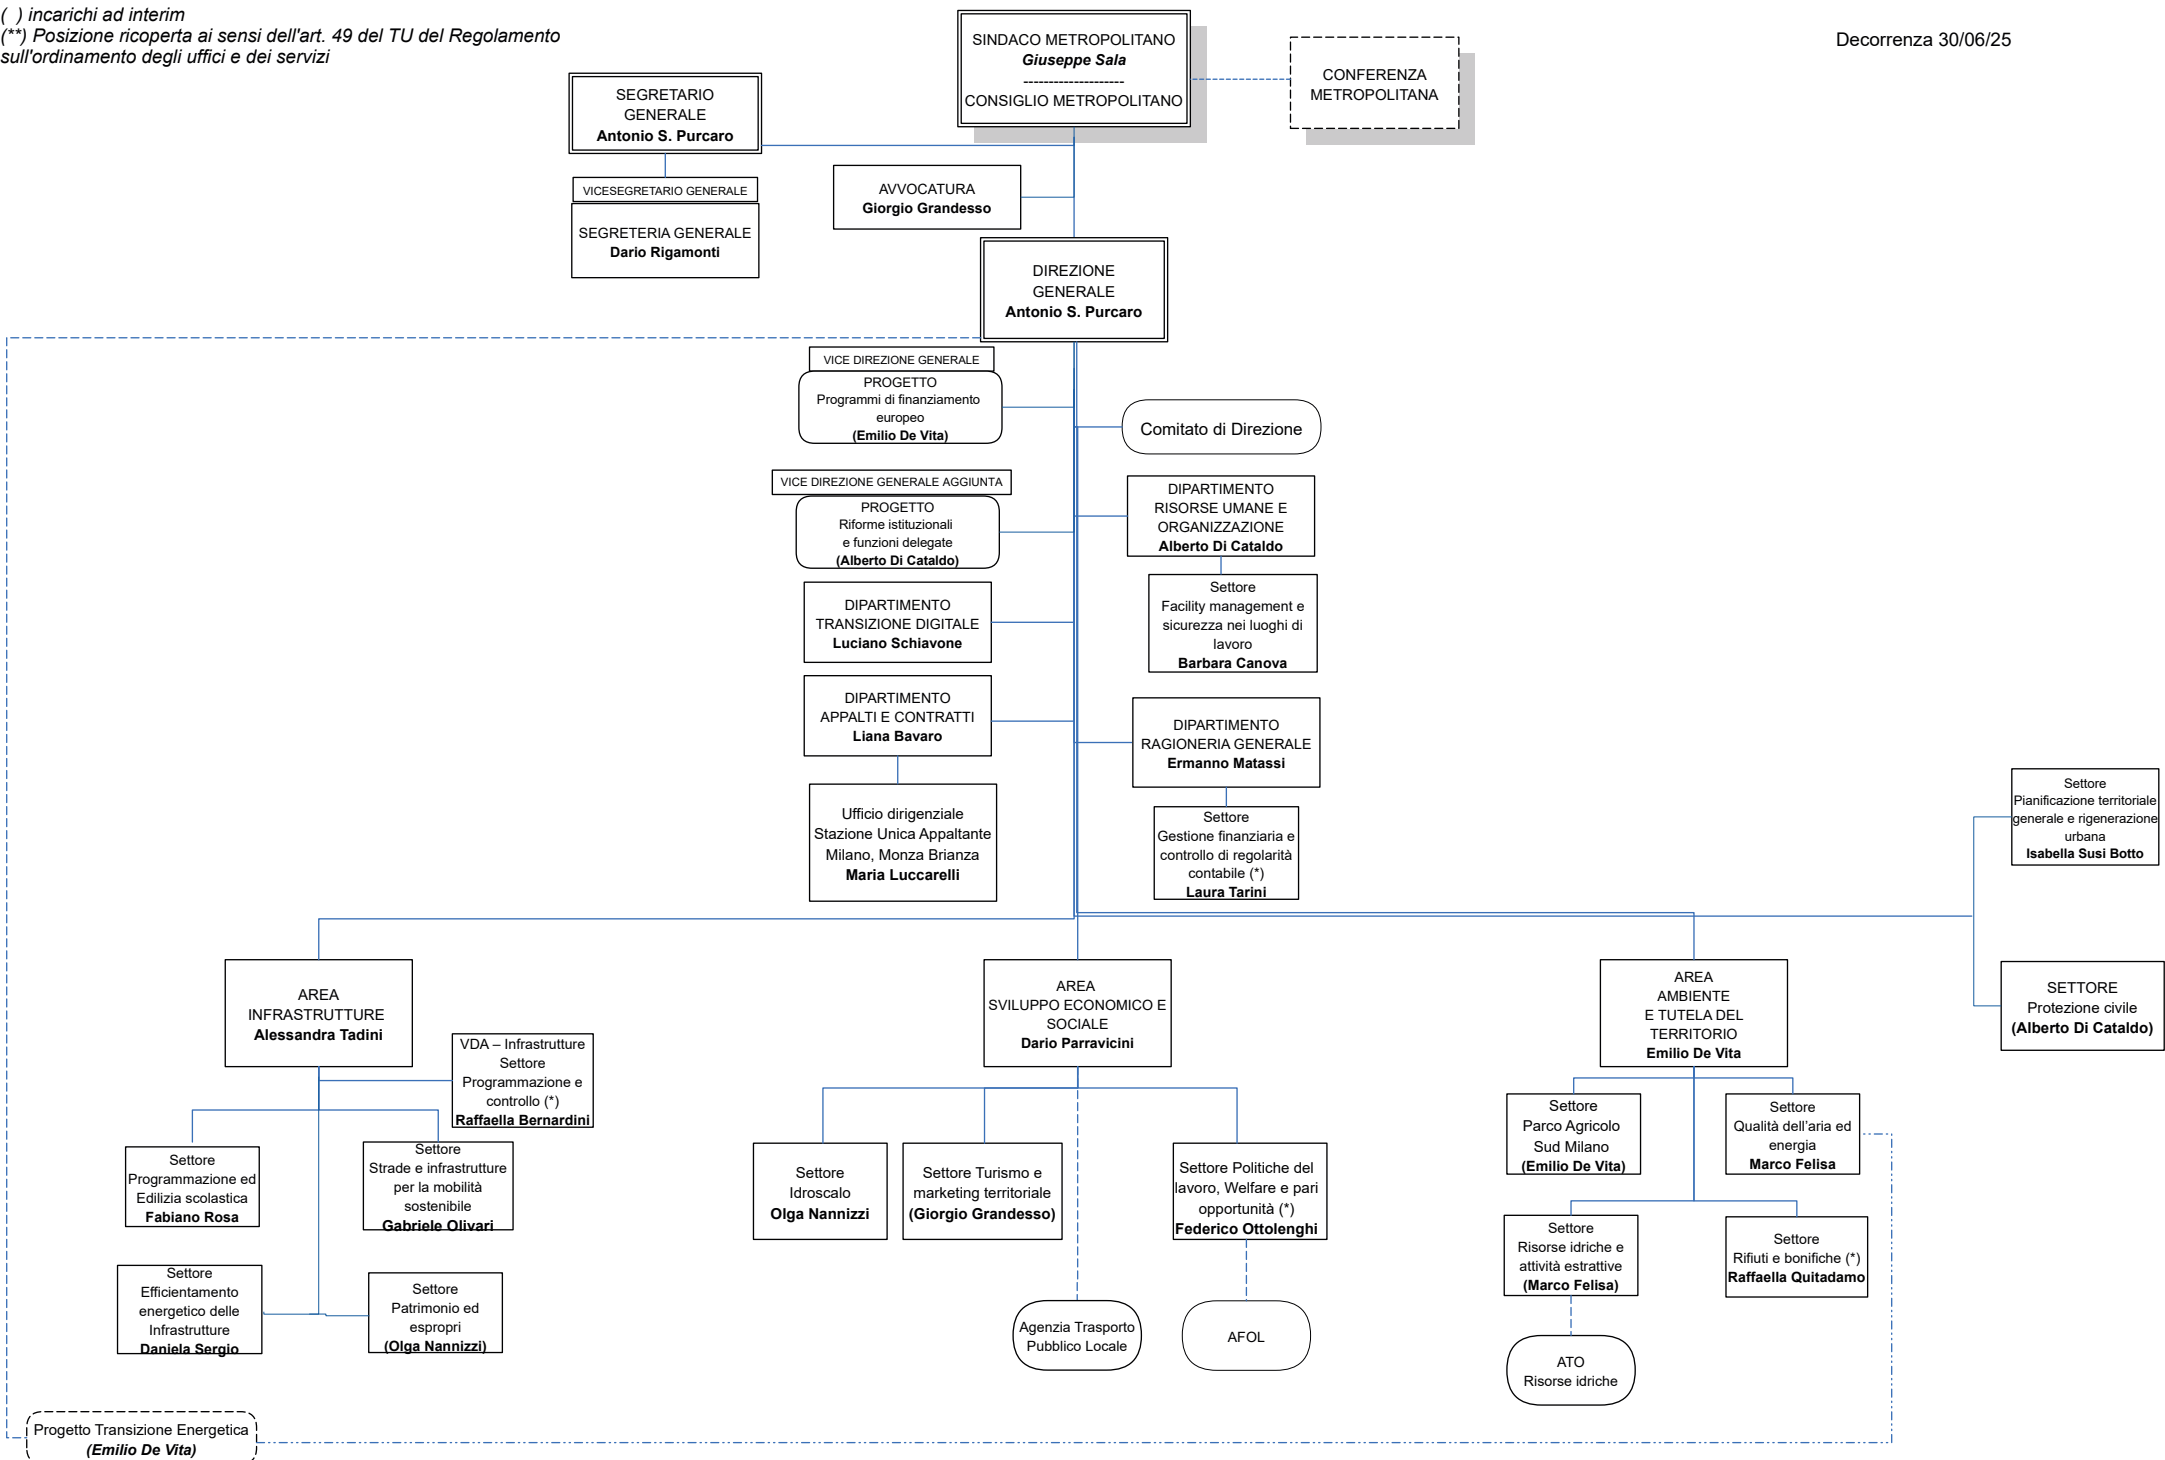 ( ) incarichi ad interim
(**) Posizione ricoperta ai sensi dell'art. 49 del TU del Regolamento
sull'ordinamento degli uffici e dei servizi
Decorrenza 30/06/25
SINDACO METROPOLITANO
Giuseppe Sala
--------------------
CONSIGLIO METROPOLITANO
CONFERENZA
METROPOLITANA
SEGRETARIO
GENERALE
Antonio S. Purcaro
VICESEGRETARIO GENERALE
SEGRETERIA GENERALE
Dario Rigamonti
AVVOCATURA
Giorgio Grandesso
DIREZIONE
GENERALE
Antonio S. Purcaro
VICE DIREZIONE GENERALE
PROGETTO
Programmi di finanziamento
europeo
(Emilio De Vita)
Comitato di Direzione
VICE DIREZIONE GENERALE AGGIUNTA
PROGETTO
Riforme istituzionali
e funzioni delegate
(Alberto Di Cataldo)
DIPARTIMENTO
RISORSE UMANE E
ORGANIZZAZIONE
Alberto Di Cataldo
Settore
Facility management e
sicurezza nei luoghi di
lavoro
Barbara Canova
DIPARTIMENTO
TRANSIZIONE DIGITALE
Luciano Schiavone
DIPARTIMENTO
APPALTI E CONTRATTI
Liana Bavaro
Ufficio dirigenziale
Stazione Unica Appaltante
Milano, Monza Brianza
Maria Luccarelli
DIPARTIMENTO
RAGIONERIA GENERALE
Ermanno Matassi
Settore
Gestione finanziaria e
controllo di regolarità
contabile (*)
Laura Tarini
Settore
Pianificazione territoriale
generale e rigenerazione
urbana
Isabella Susi Botto
SETTORE
Protezione civile
(Alberto Di Cataldo)
AREA
INFRASTRUTTURE
Alessandra Tadini
VDA – Infrastrutture
Settore
Programmazione e
controllo (*)
Raffaella Bernardini
Settore
Programmazione ed
Edilizia scolastica
Fabiano Rosa
Settore
Strade e infrastrutture
per la mobilità
sostenibile
Gabriele Olivari
Settore
Efficientamento
energetico delle
Infrastrutture
Daniela Sergio
Settore
Patrimonio ed
espropri
(Olga Nannizzi)
AREA
SVILUPPO ECONOMICO E
SOCIALE
Dario Parravicini
Settore
Idroscalo
Olga Nannizzi
Settore Turismo e
marketing territoriale
(Giorgio Grandesso)
Settore Politiche del
lavoro, Welfare e pari
opportunità (*)
Federico Ottolenghi
Agenzia Trasporto
Pubblico Locale
AFOL
AREA
AMBIENTE
E TUTELA DEL
TERRITORIO
Emilio De Vita
Settore
Parco Agricolo
Sud Milano
(Emilio De Vita)
Settore
Qualità dell'aria ed
energia
Marco Felisa
Settore
Risorse idriche e
attività estrattive
(Marco Felisa)
Settore
Rifiuti e bonifiche (*)
Raffaella Quitadamo
ATO
Risorse idriche
Progetto Transizione Energetica
(Emilio De Vita)